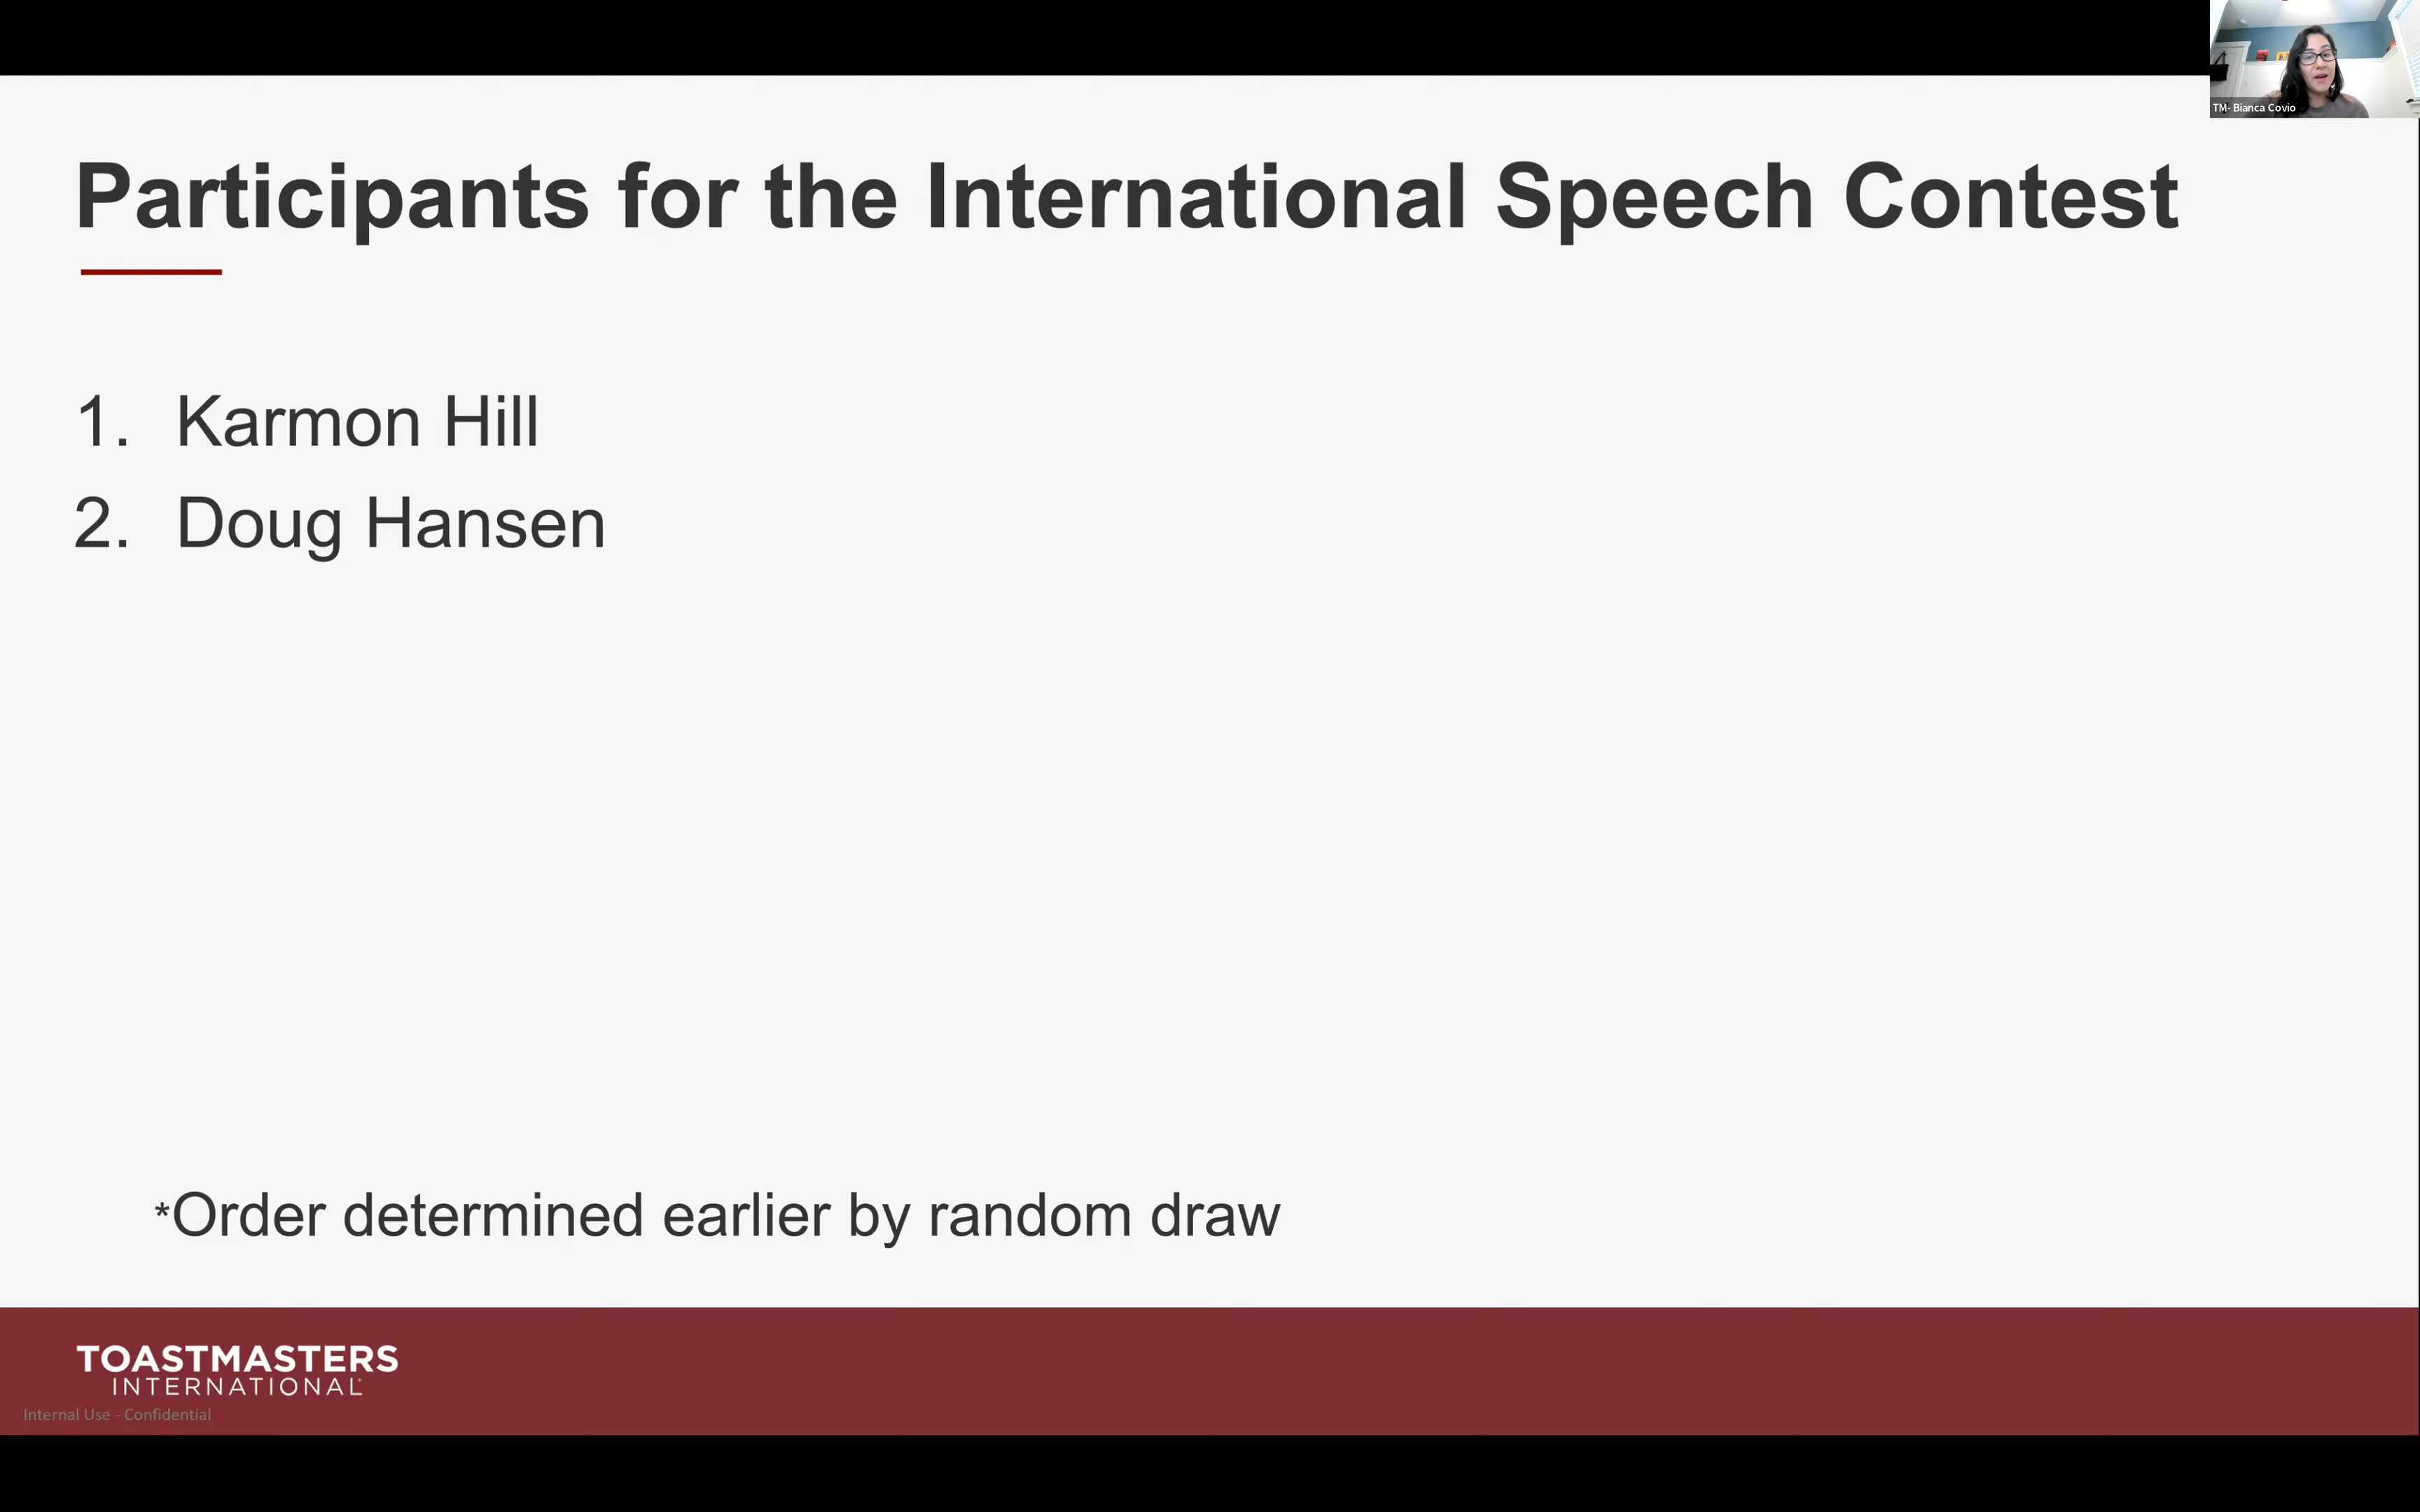 TM- Bianca Covio
Participants for the International Speech Contest
1. Karmon Hill
2. Doug Hansen
*Order determined earlier by random draw
TOASTMASTERS
INTERNATIONAL
Internal Use - Confidential